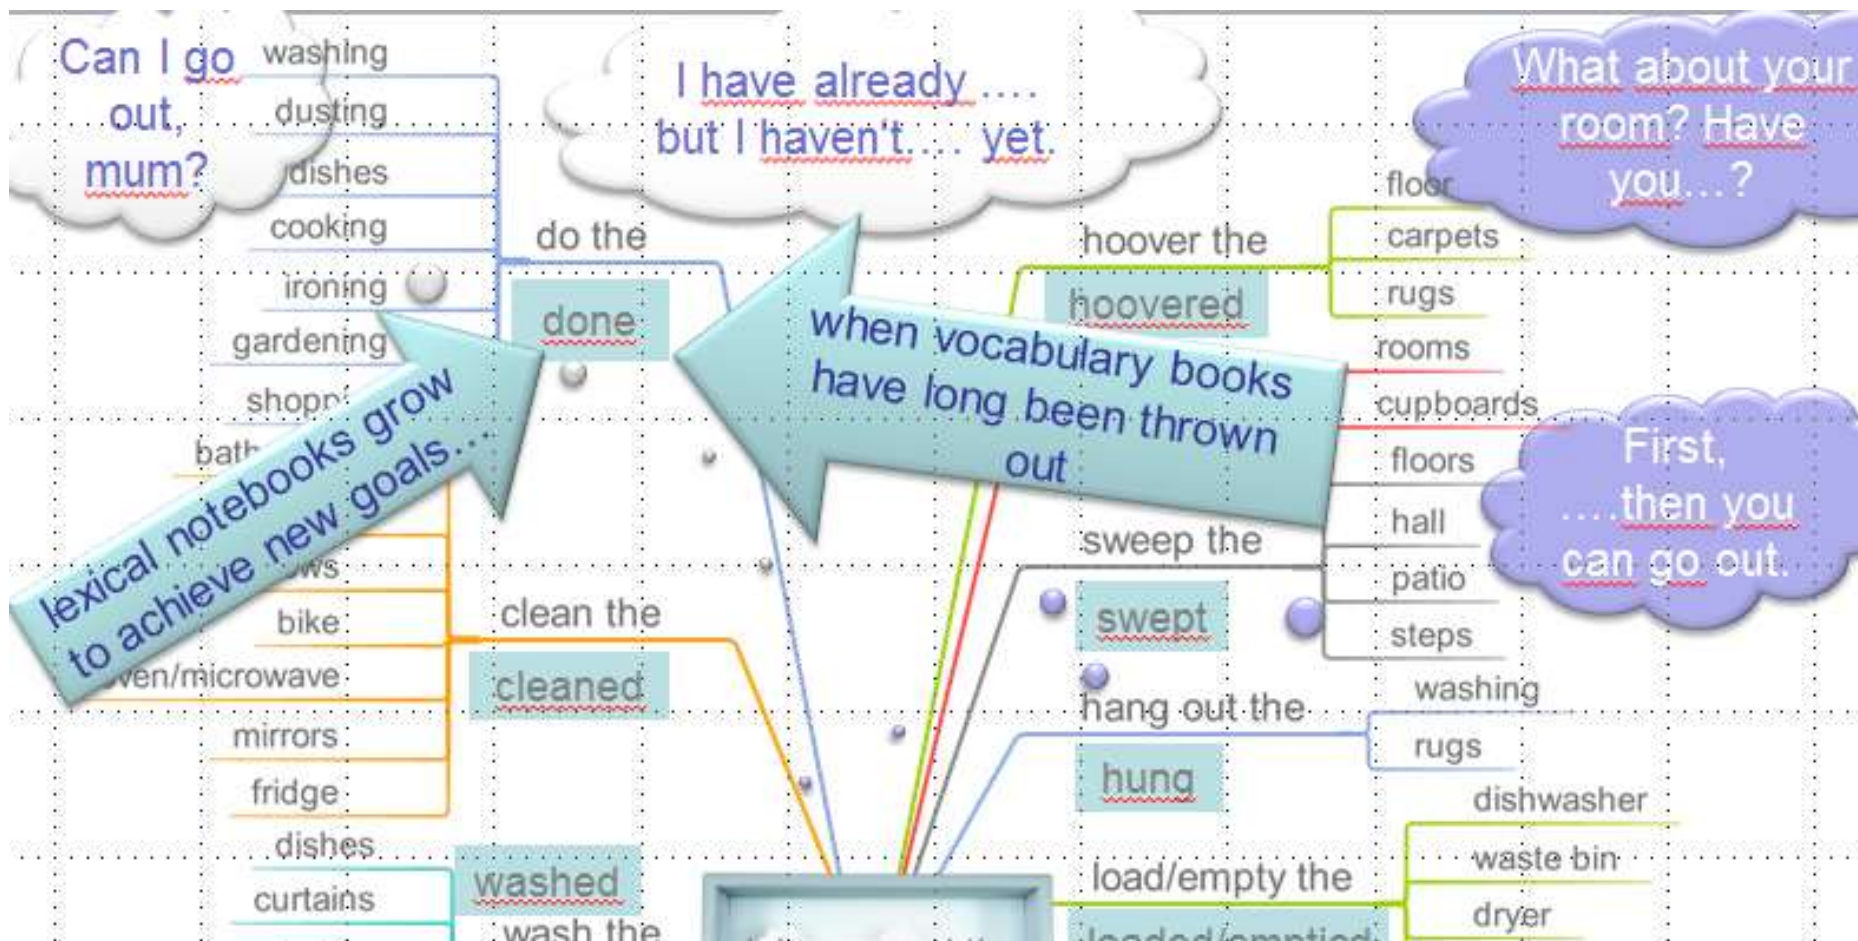 Can I go
out,
mum?
I have already ....
but I haven't.... yet.
What about your
room? Have
you...?
washing
dusting
dishes
cooking
ironing
gardening
do the
done
lexical notebooks grow
to achieve new goals...
when vocabulary books
have long been thrown
out
bike
mirrors
fridge
clean the
cleaned
dishes
curtains
washed
wash the
hoover the
hoovered
floor
carpets
rugs
rooms
cupboards
First,
....then you
can go out.
sweep the
swept
floors
hall
patio
steps
hang out the
hung
washing
rugs
load/empty the
loaded/emptied
dishwasher
waste bin
dryer